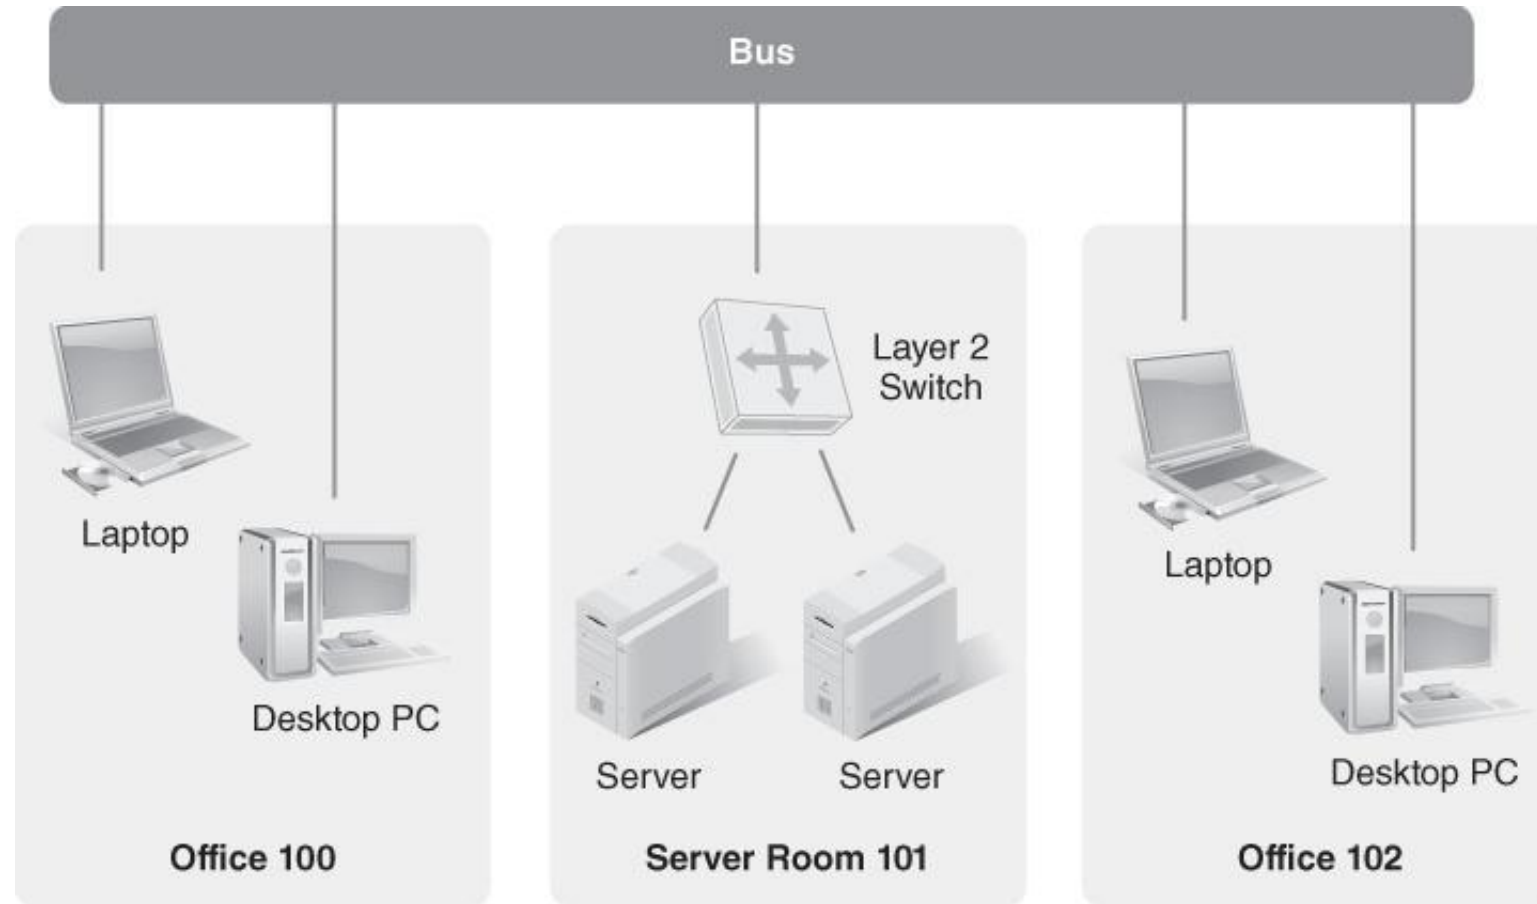 Bus
Layer 2
Switch
Laptop
Desktop PC
Server
Server
Laptop
Desktop PC
Office 100
Server Room 101
Office 102